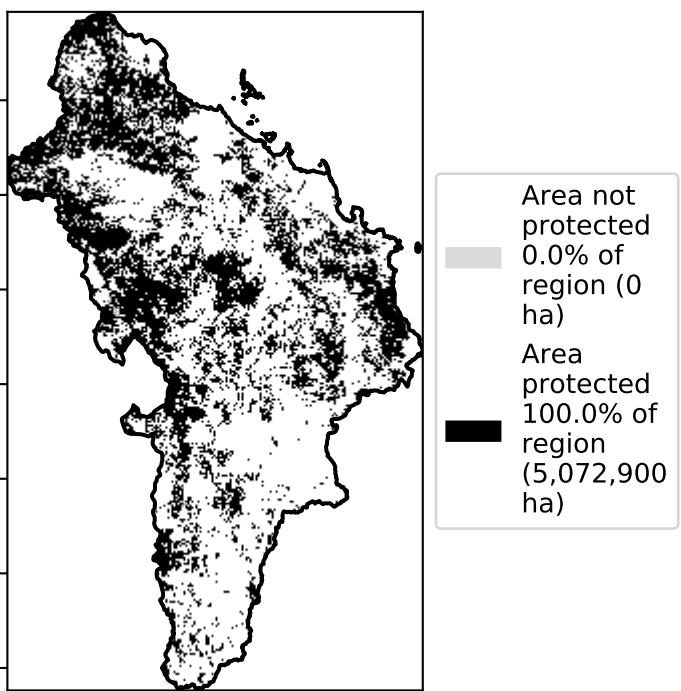 Area not
protected
0.0% of
region (0
ha)
Area
protected
100.0% of
region
(5,072,900
ha)